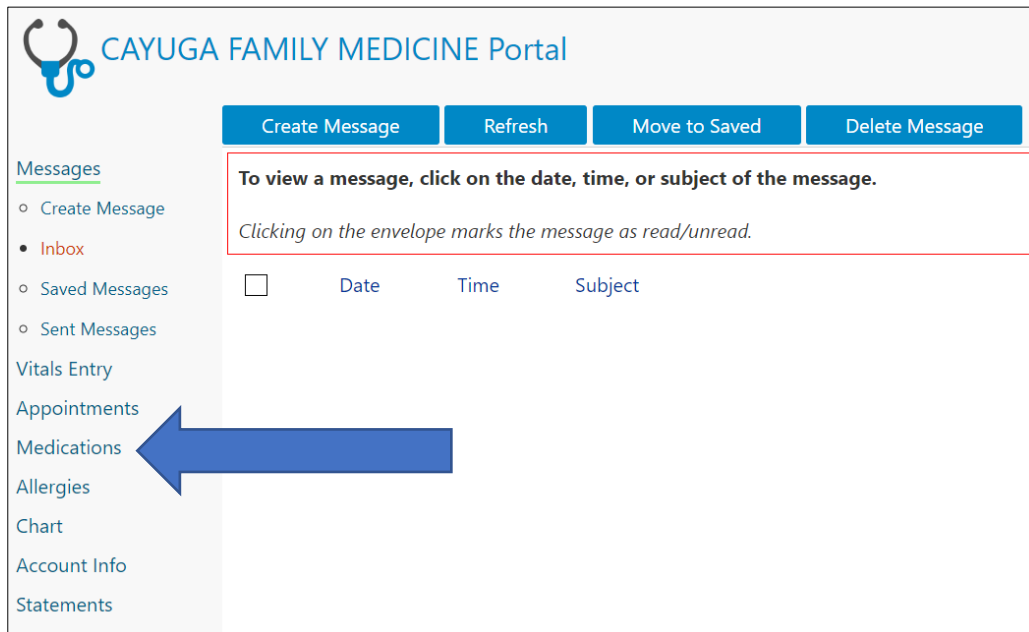 CAYUGA FAMILY MEDICINE Portal
Create Message Refresh Move to Saved Delete Message
Messages
Create Message
Inbox
Saved Messages
Sent Messages
Vitals Entry
Appointments
Medications
Allergies
Chart
Account Info
Statements
To view a message, click on the date, time, or subject of the message.
Clicking on the envelope marks the message as read/unread.
Date Time Subject